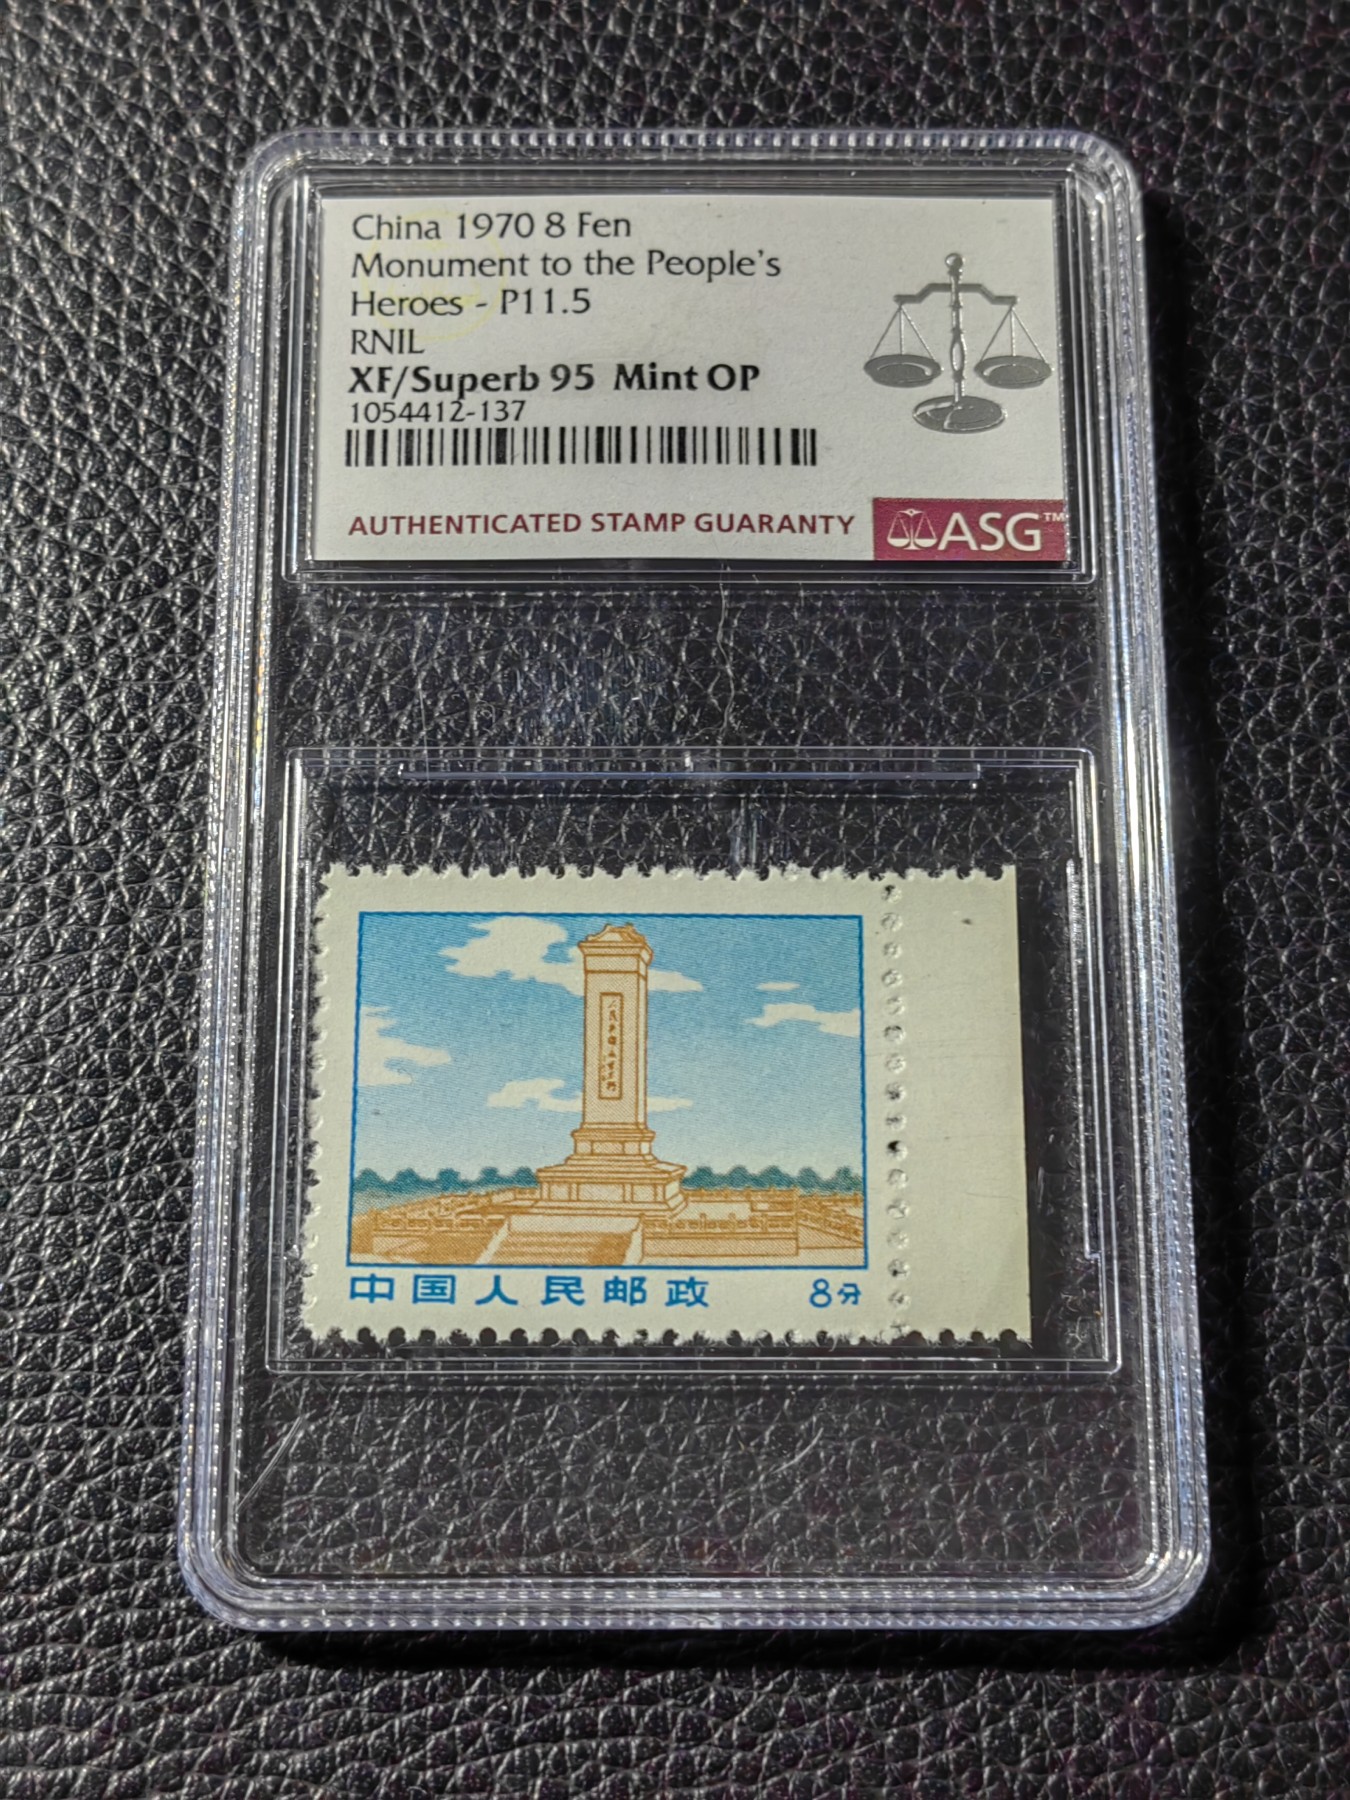 China 1970 8 Fen
Monument to the People's
Heroes - P11.5
RNIL
XF/Superb 95 Mint OP
1054412-137
AUTHENTICATED STAMP GUARANTY
ASG™
中国人民邮政 8分